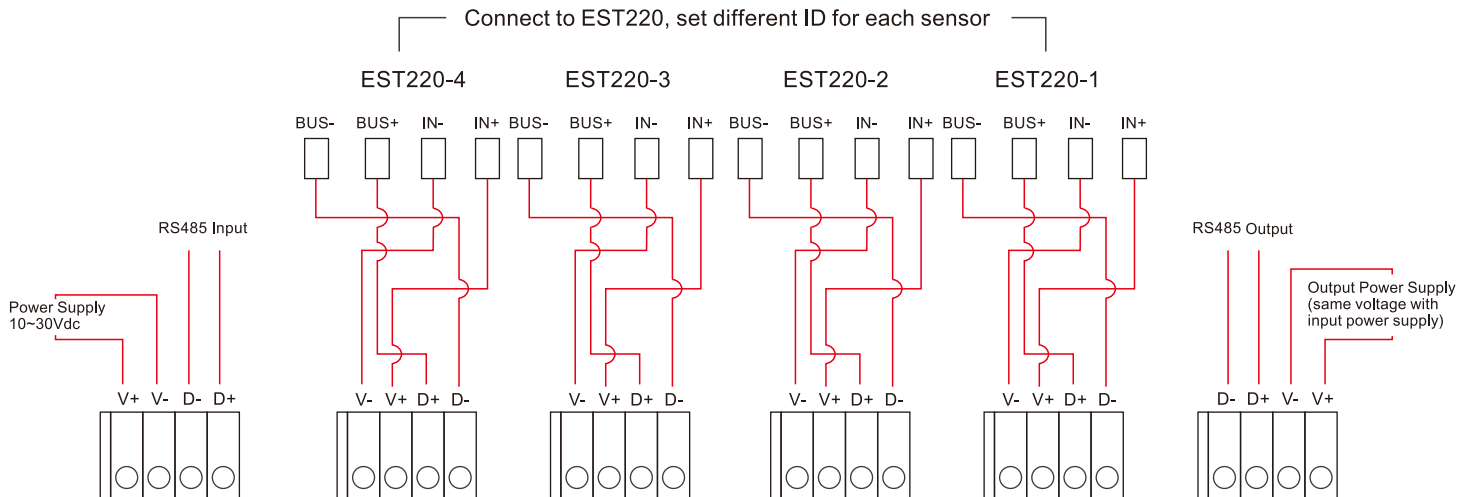 Connect to EST220, set different ID for each sensor
EST220-4 EST220-3 EST220-2 EST220-1
BUS- BUS+ IN- IN+ BUS- BUS+ IN- IN+ BUS- BUS+ IN- IN+ BUS- BUS+ IN- IN+
RS485 Input
RS485 Output
Power Supply
10~30Vdc
Output Power Supply
(same voltage with
input power supply)
V+ V- D- D+ V- V+ D+ D- V- V+ D+ D- V- V+ D+ D- V- V+ D+ D- D- D+ V- V+